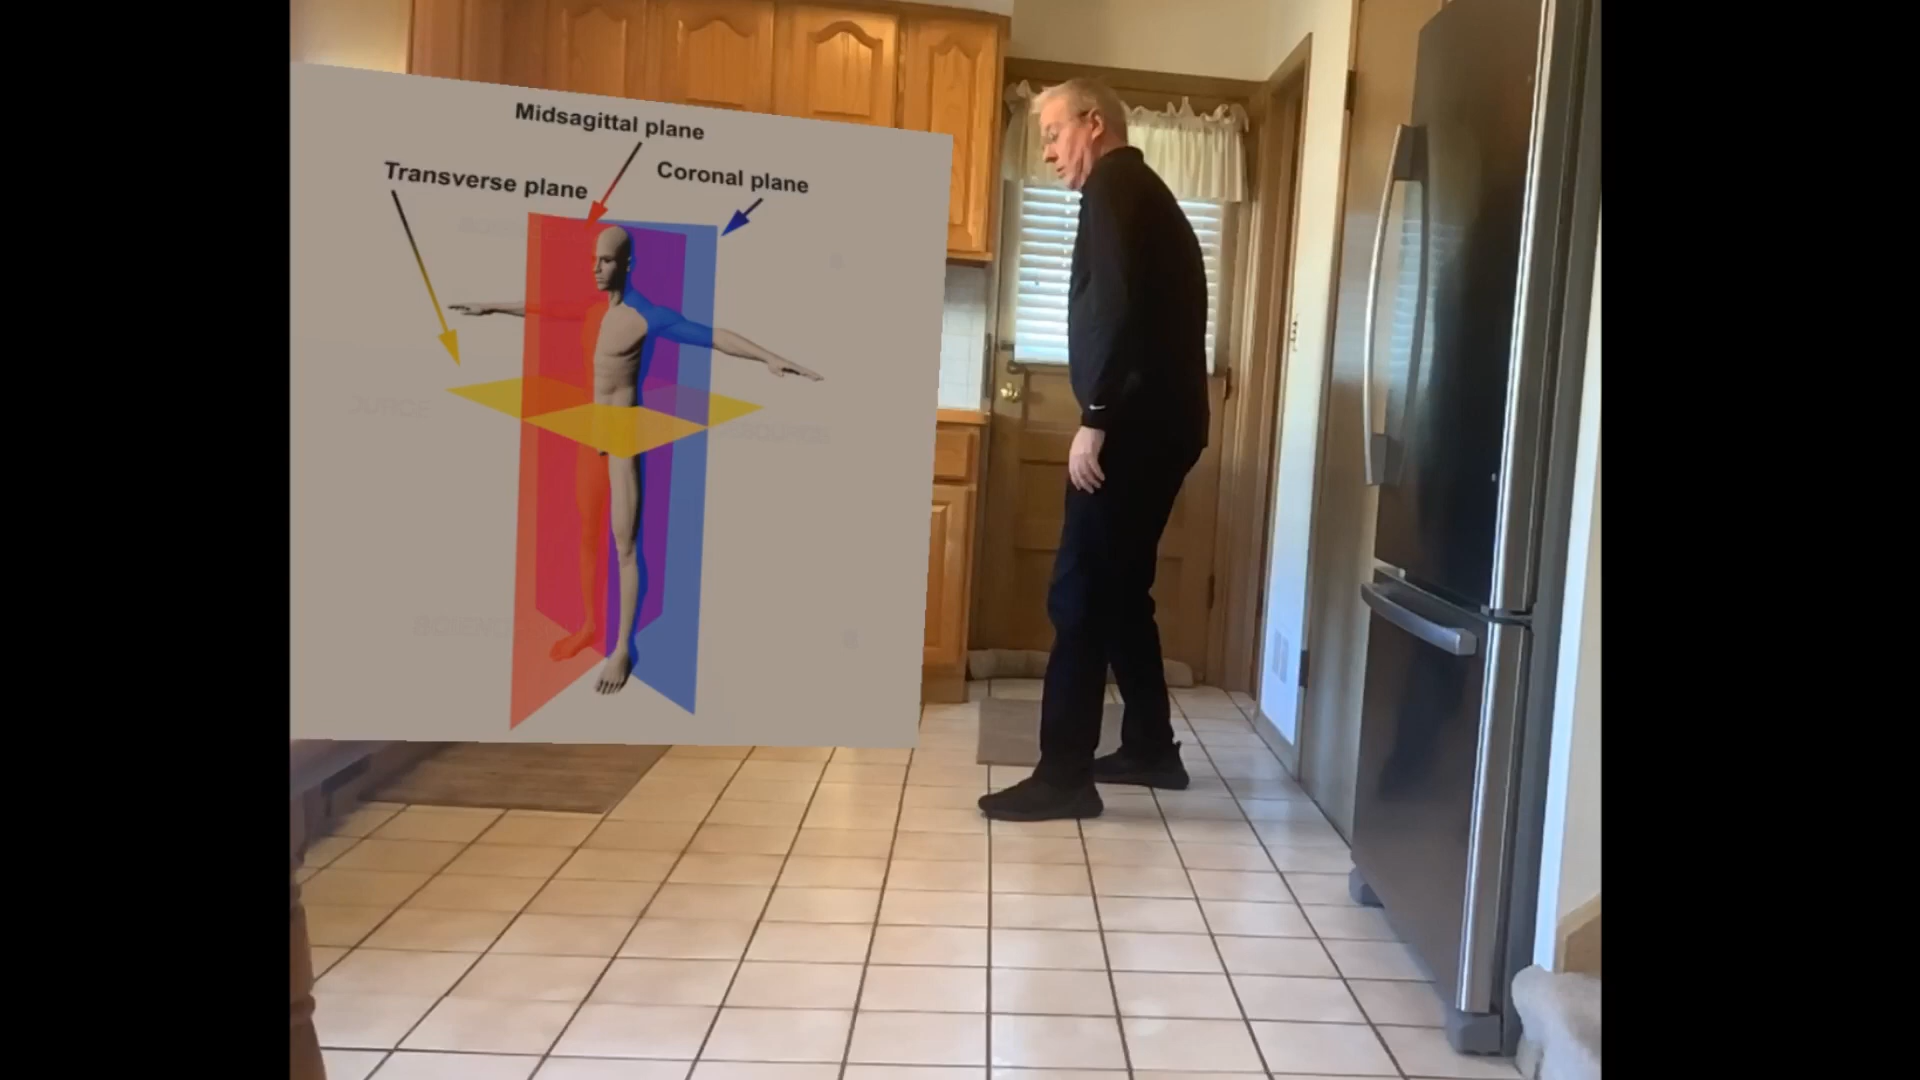 Midsagittal plane
Transverse plane
Coronal plane